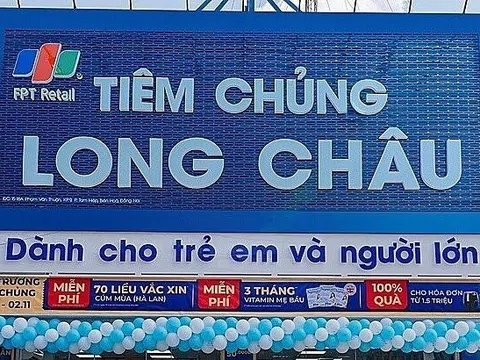 FPT Retail
TIÊM CHỦNG
LONG CHÂU
Dành cho trẻ em và người lớn
TRƯƠNG
CHÙNG
- 02.11
MIỄN PHÍ
70 LIỀU VẮC XIN
CÚM MÙA (HÀ LAN)
MIỄN PHÍ
3 THÁNG
VITAMIN MẸ BẦU
100%
QUÀ
CHO HÓA ĐƠN
TỪ 1.5 TRIỆU